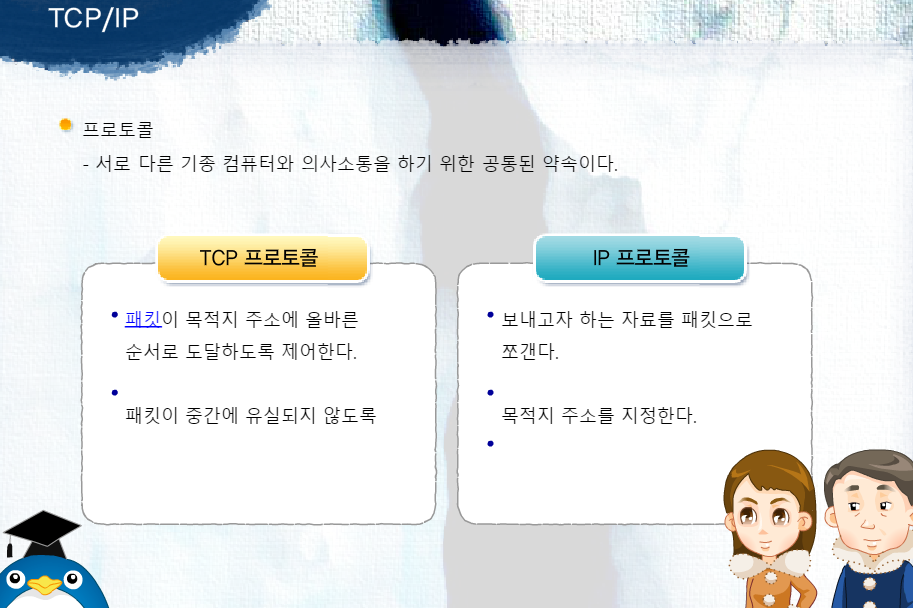 TCP/IP
프로토콜
- 서로 다른 기종 컴퓨터와 의사소통을 하기 위한 공통된 약속이다.
TCP 프로토콜
패킷이 목적지 주소에 올바른
순서로 도달하도록 제어한다.
패킷이 중간에 유실되지 않도록
IP 프로토콜
보내고자 하는 자료를 패킷으로
쪼갠다.
목적지 주소를 지정한다.